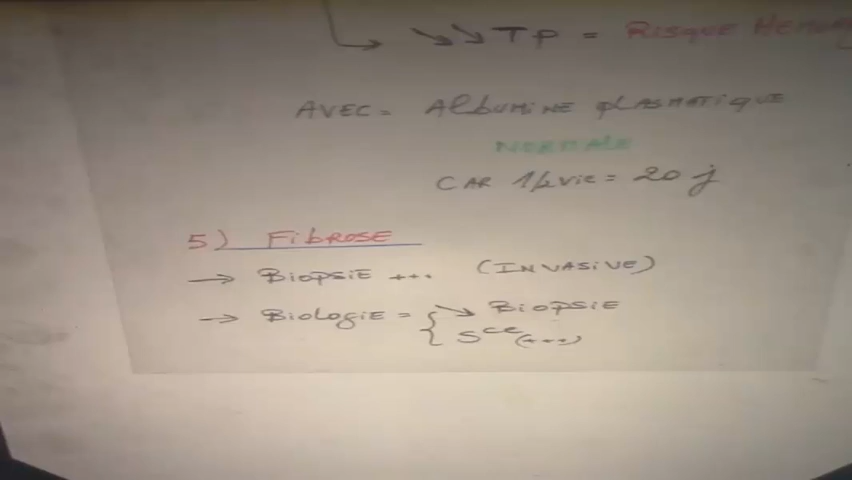 ↘↘ TP = RISQUE
AVEC = AlbumiNE plASMATIQUE
NORMALE
CAR 1/2 ViE = 20 j
5) FibROSE
→ BiopsiE +++ (INVASiVE)
→ BiologiE = { ↘ BiopsiE
Sce (+++)